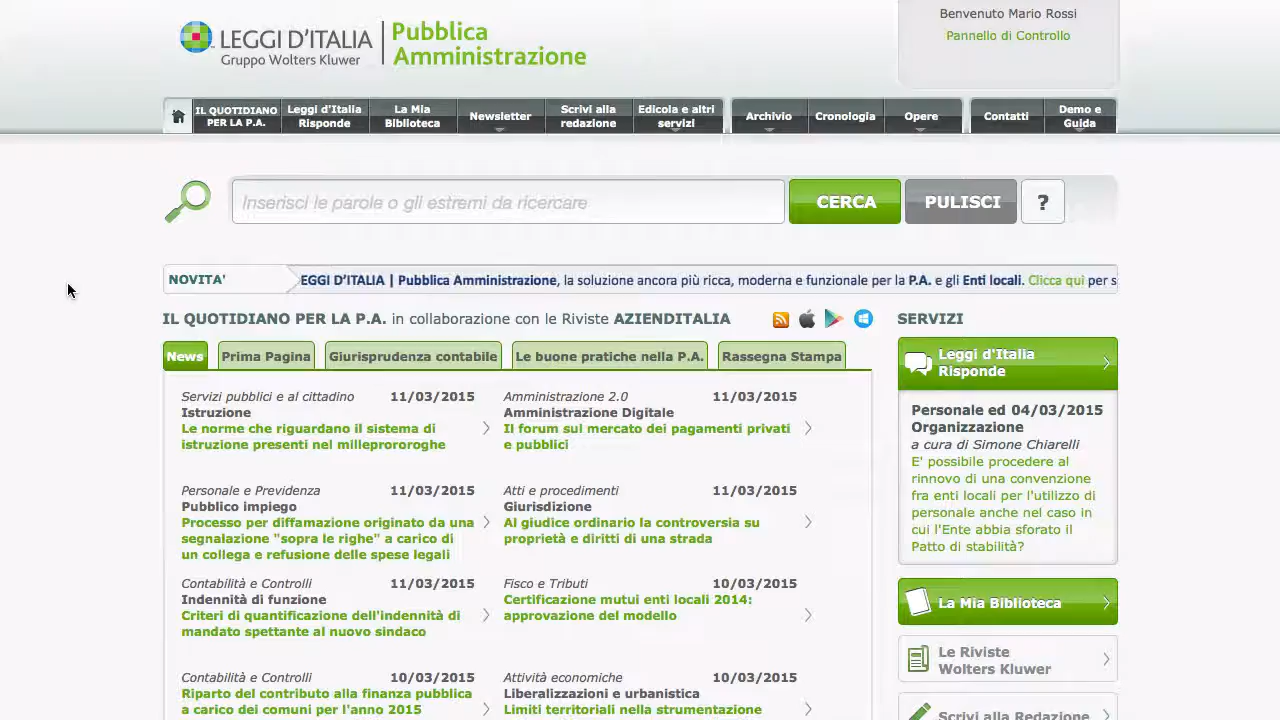 LEGGI D'ITALIA
Gruppo Wolters Kluwer
Pubblica
Amministrazione
Benvenuto Mario Rossi
Pannello di Controllo
IL QUOTIDIANO
PER LA P.A.
Leggi d'Italia
Risponde
La Mia
Biblioteca
Newsletter
Scrivi alla
redazione
Edicola e altri
servizi
Archivio
Cronologia
Opere
Contatti
Demo e
Guida
Inserisci le parole o gli estremi da ricercare
CERCA
PULISCI
?
NOVITA'
EGGI D'ITALIA | Pubblica Amministrazione, la soluzione ancora più ricca, moderna e funzionale per la P.A. e gli Enti locali. Clicca qui per s
IL QUOTIDIANO PER LA P.A. in collaborazione con le Riviste AZIENDITALIA
News
Prima Pagina
Giurisprudenza contabile
Le buone pratiche nella P.A.
Rassegna Stampa
Servizi pubblici e al cittadino 11/03/2015
Istruzione
Le norme che riguardano il sistema di
istruzione presenti nel milleprororoghe
Amministrazione 2.0 11/03/2015
Amministrazione Digitale
Il forum sul mercato dei pagamenti privati
e pubblici
Personale e Previdenza 11/03/2015
Pubblico impiego
Processo per diffamazione originato da una
segnalazione "sopra le righe" a carico di
un collega e refusione delle spese legali
Atti e procedimenti 11/03/2015
Giurisdizione
Al giudice ordinario la controversia su
proprietà e diritti di una strada
Contabilità e Controlli 11/03/2015
Indennità di funzione
Criteri di quantificazione dell'indennità di
mandato spettante al nuovo sindaco
Fisco e Tributi 10/03/2015
Certificazione mutui enti locali 2014:
approvazione del modello
Contabilità e Controlli 10/03/2015
Riparto del contributo alla finanza pubblica
a carico dei comuni per l'anno 2015
Attività economiche 10/03/2015
Liberalizzazioni e urbanistica
Limiti territoriali nella strumentazione
SERVIZI
Leggi d'Italia
Risponde
Personale ed 04/03/2015
Organizzazione
a cura di Simone Chiarelli
E' possibile procedere al
rinnovo di una convenzione
fra enti locali per l'utilizzo di
personale anche nel caso in
cui l'Ente abbia sforato il
Patto di stabilità?
La Mia Biblioteca
Le Riviste
Wolters Kluwer
Scrivi alla Redazione